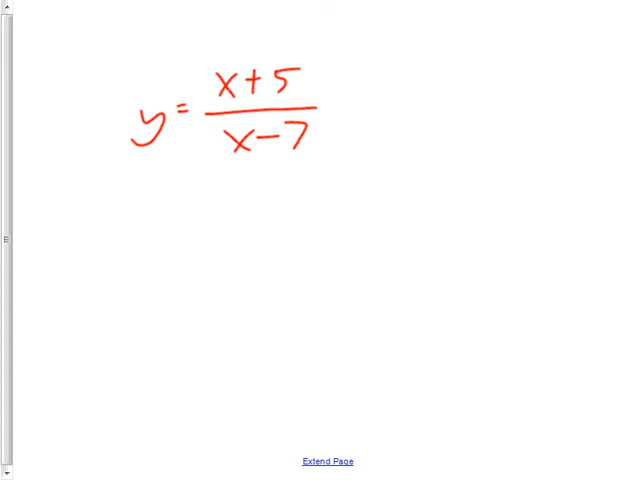 y = x+5
x-7
Extend Page